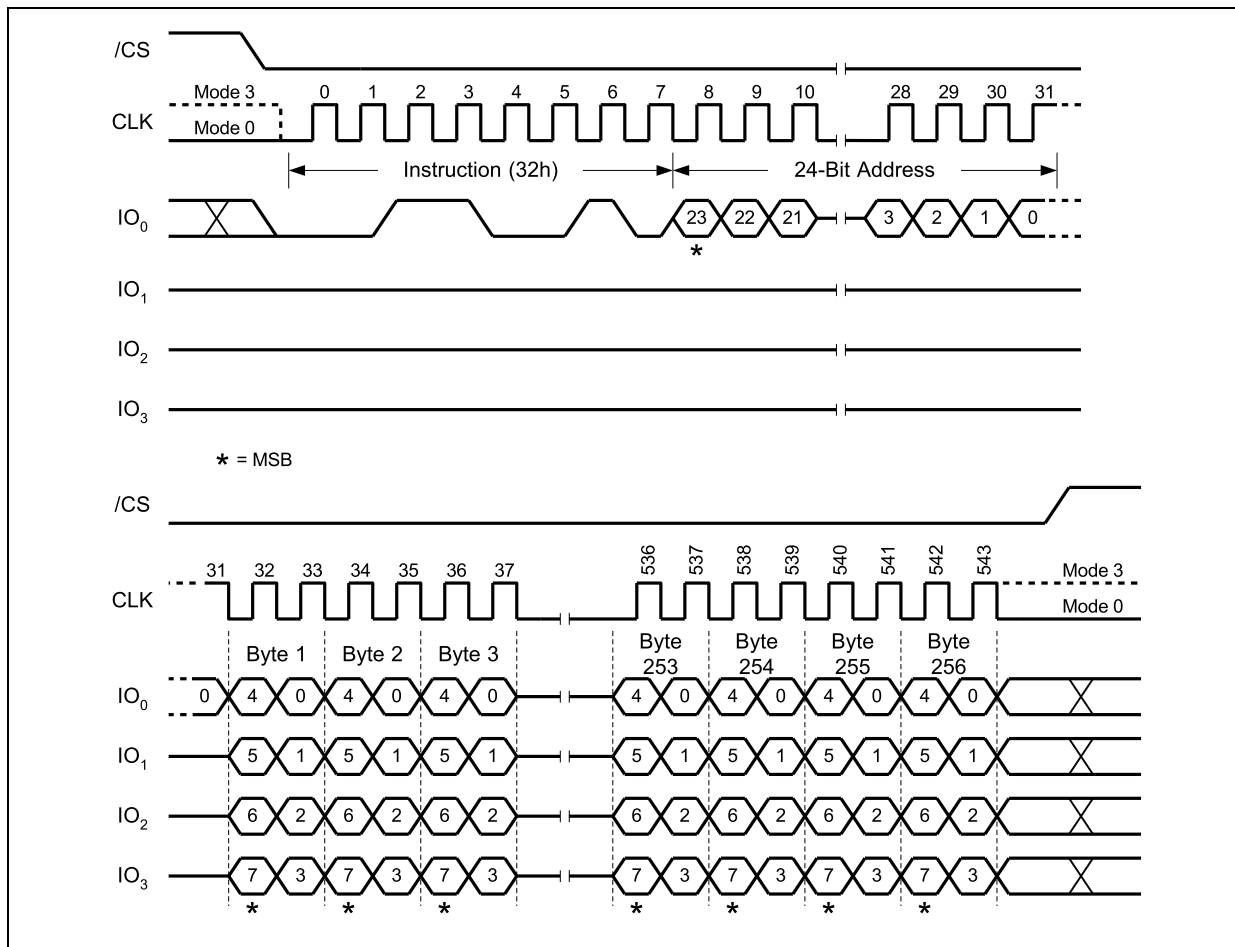 /CS
Mode 3
0 1 2 3 4 5 6 7 8 9 10 28 29 30 31
CLK
Mode 0
Instruction (32h) 24-Bit Address
IO0 23 22 21 3 2 1 0
*
IO1
IO2
IO3
* = MSB
/CS
31 32 33 34 35 36 37 536 537 538 539 540 541 542 543
Mode 3
CLK
Mode 0
Byte 1 Byte 2 Byte 3 Byte 253 Byte 254 Byte 255 Byte 256
IO0 0 4 0 4 0 4 0 4 0 4 0 4 0 4 0
IO1 5 1 5 1 5 1 5 1 5 1 5 1 5 1
IO2 6 2 6 2 6 2 6 2 6 2 6 2 6 2
IO3 7 3 7 3 7 3 7 3 7 3 7 3 7 3
* * * * * * *